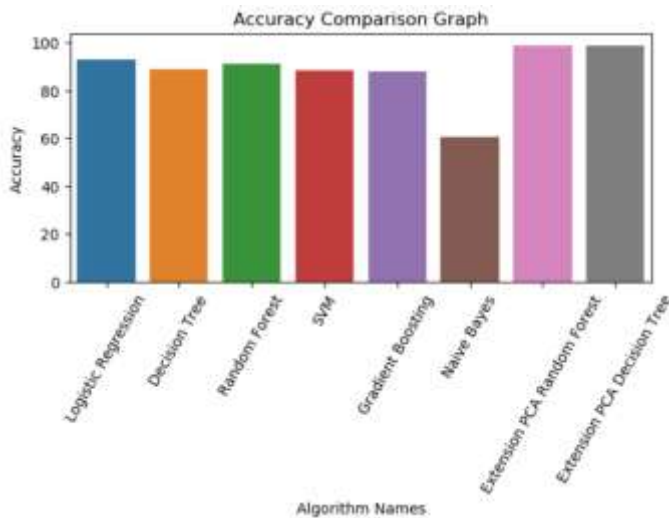 Accuracy Comparison Graph
100
80
60
40
20
0
Accuracy
Logistic Regression
Decision Tree
Random Forest
SVM
Gradient Boosting
Naive Bayes
Extension PCA Random Forest
Extension PCA Decision Tree
Algorithm Names